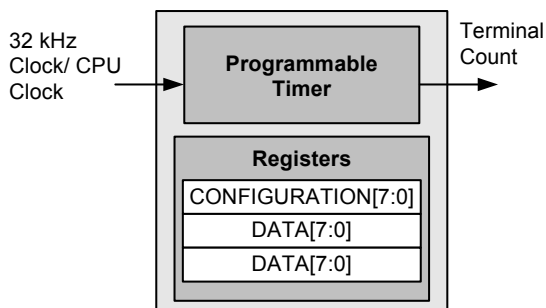 32 kHz
Clock/ CPU
Clock
Programmable
Timer
Terminal
Count
Registers
CONFIGURATION[7:0]
DATA[7:0]
DATA[7:0]